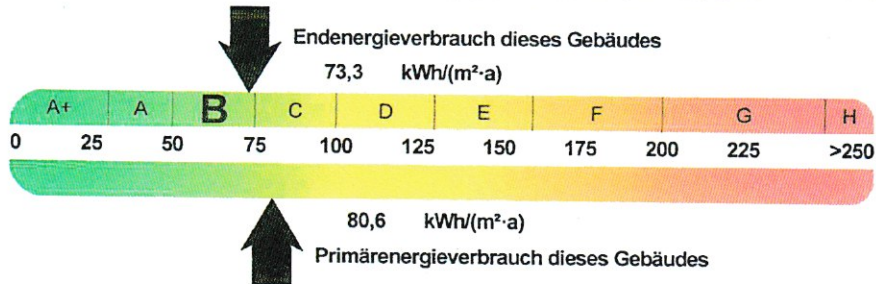 Endenergieverbrauch dieses Gebäudes
73,3 kWh/(m²·a)
A+ A B C D E F G H
0 25 50 75 100 125 150 175 200 225 >250
80,6 kWh/(m²·a)
Primärenergieverbrauch dieses Gebäudes